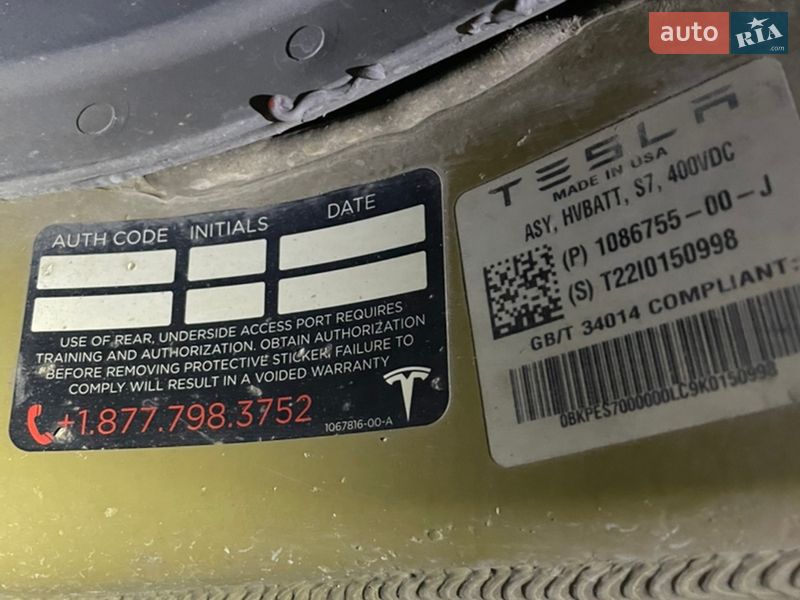 auto RIA .com
AUTH CODE INITIALS DATE
USE OF REAR, UNDERSIDE ACCESS PORT REQUIRES
TRAINING AND AUTHORIZATION. OBTAIN AUTHORIZATION
BEFORE REMOVING PROTECTIVE STICKER. FAILURE TO
COMPLY WILL RESULT IN A VOIDED WARRANTY
+1.877.798.3752
1067816-00-A
TESLA
MADE IN USA
ASY, HVBATT, S7, 400VDC
(P) 1086755-00-J
(S) T22I0150998
GB/T 34014 COMPLIANT:
0BKPES7000000LC9K0150998